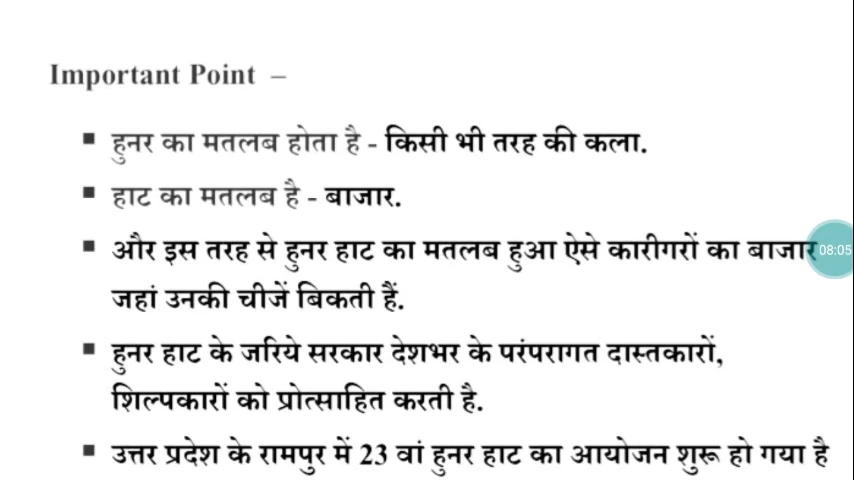 Important Point –
▪ हुनर का मतलब होता है - किसी भी तरह की कला.
▪ हाट का मतलब है - बाजार.
▪ और इस तरह से हुनर हाट का मतलब हुआ ऐसे कारीगरों का बाजार
08:05
जहां उनकी चीजें बिकती हैं.
▪ हुनर हाट के जरिये सरकार देशभर के परंपरागत दास्तकारों,
शिल्पकारों को प्रोत्साहित करती है.
▪ उत्तर प्रदेश के रामपुर में 23 वां हुनर हाट का आयोजन शुरू हो गया है